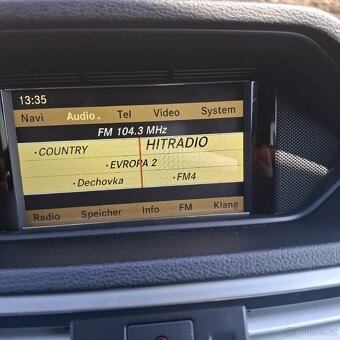 13:35
Navi Audio Tel Video System
FM 104.3 MHz
·COUNTRY HITRADIO
·EVROPA 2
·Dechovka ·FM4
Radio Speicher Info FM Klang